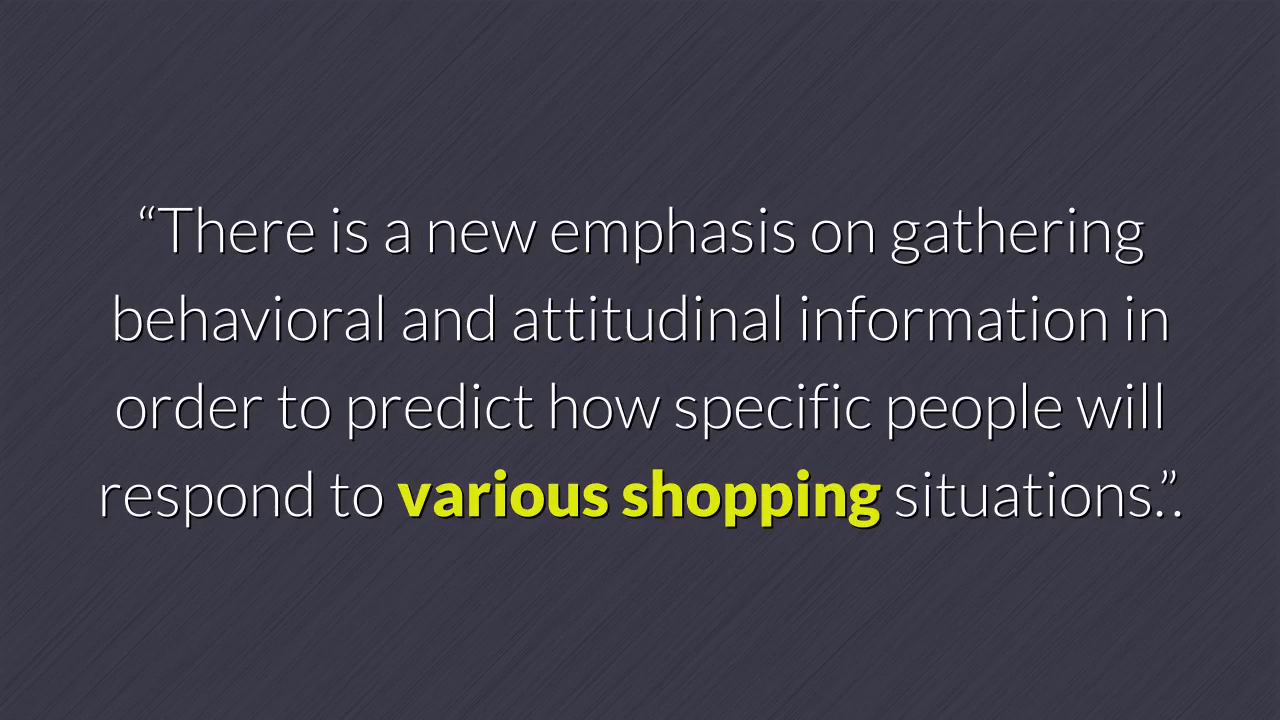 “There is a new emphasis on gathering
behavioral and attitudinal information in
order to predict how specific people will
respond to various shopping situations.”.